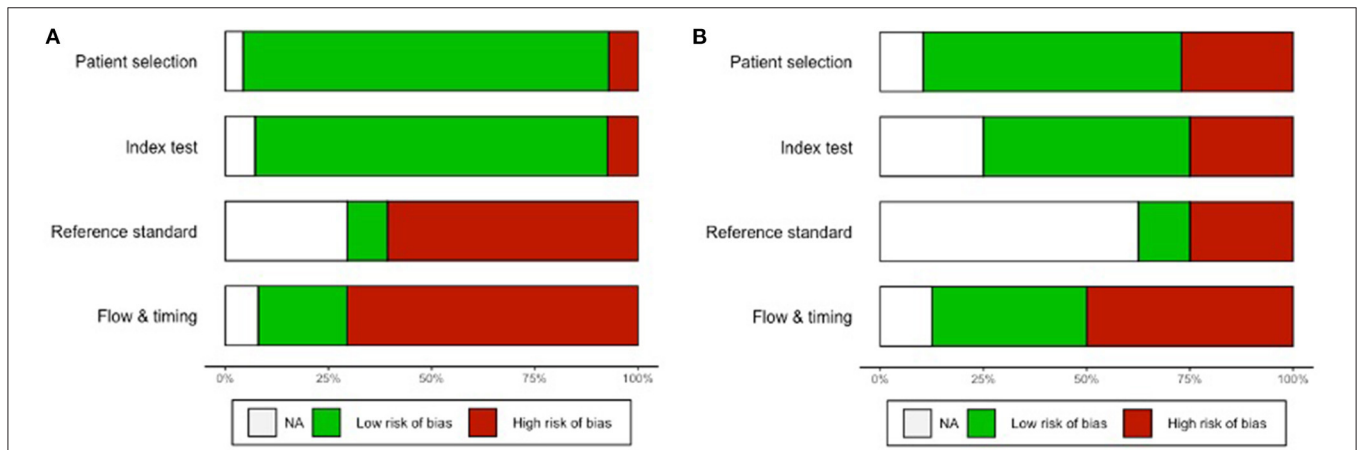 A
Patient selection
Index test
Reference standard
Flow & timing
0% 25% 50% 75% 100%
NA Low risk of bias High risk of bias
B
Patient selection
Index test
Reference standard
Flow & timing
0% 25% 50% 75% 100%
NA Low risk of bias High risk of bias